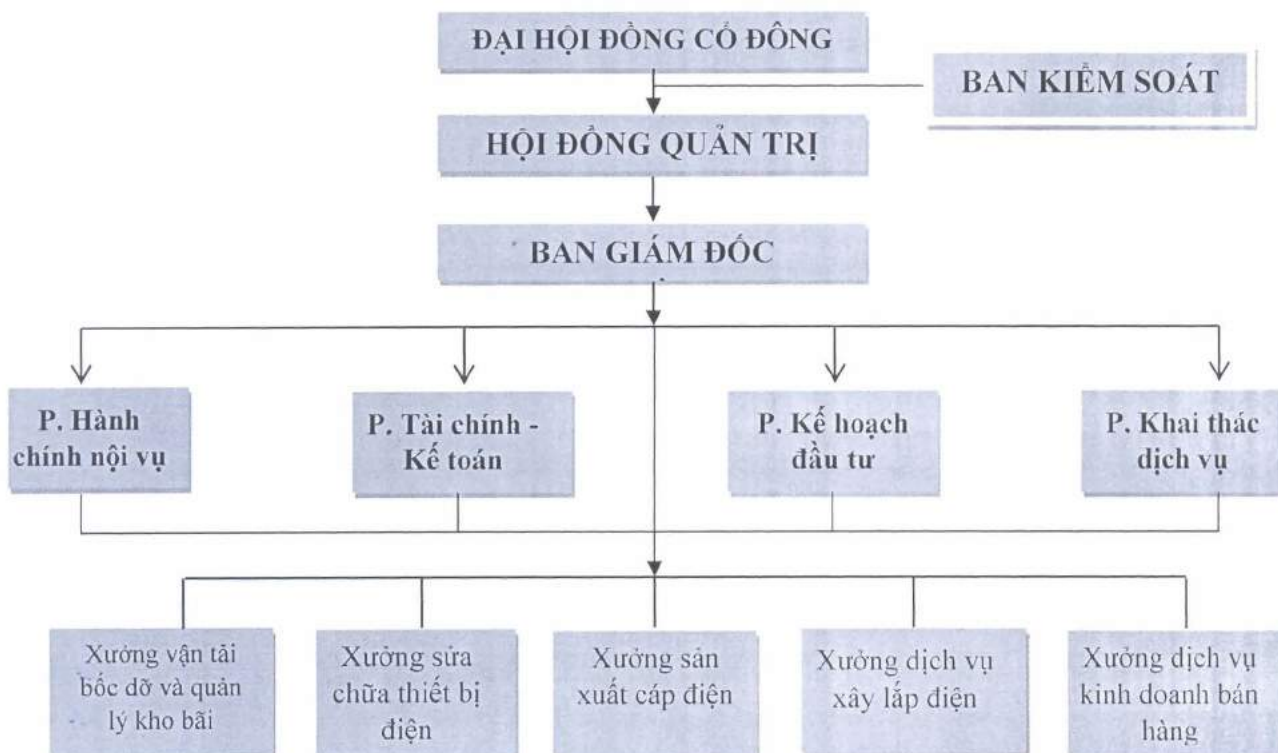 ĐẠI HỘI ĐỒNG CỔ ĐÔNG
BAN KIỂM SOÁT
HỘI ĐỒNG QUẢN TRỊ
BAN GIÁM ĐỐC
P. Hành
chính nội vụ
P. Tài chính -
Kế toán
P. Kế hoạch
đầu tư
P. Khai thác
dịch vụ
Xưởng vận tải
bốc dỡ và quản
lý kho bãi
Xưởng sửa
chữa thiết bị
điện
Xưởng sản
xuất cáp điện
Xưởng dịch vụ
xây lắp điện
Xưởng dịch vụ
kinh doanh bán
hàng